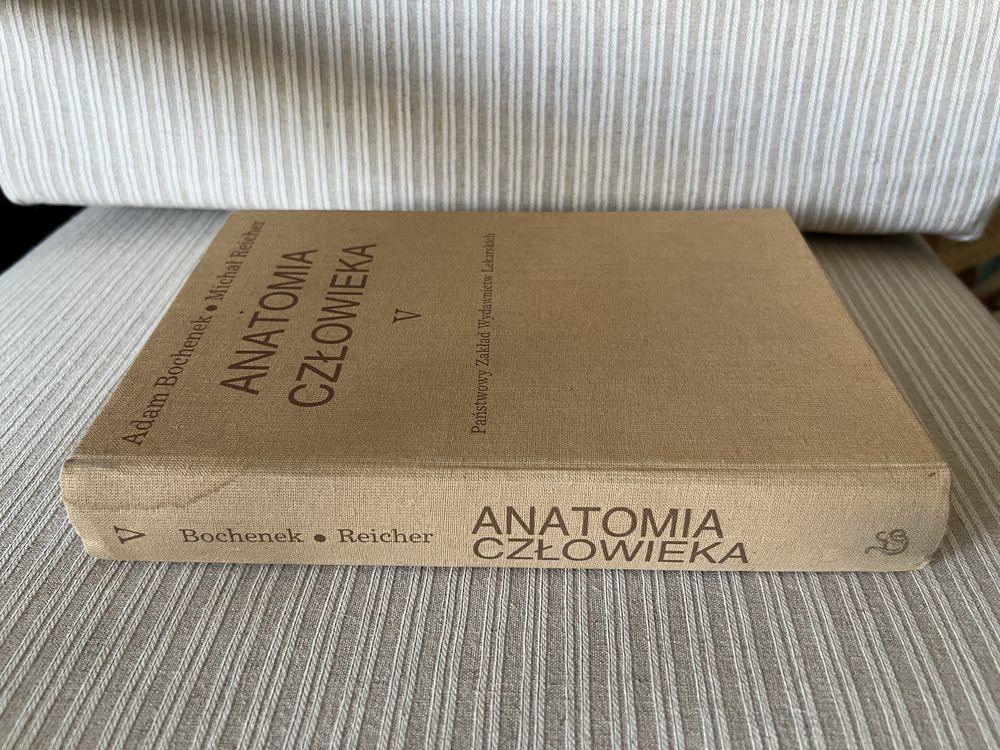 Adam Bochenek • Michał Reicher
ANATOMIA
CZŁOWIEKA
V
Państwowy Zakład Wydawnictw Lekarskich
V Bochenek • Reicher ANATOMIA
CZŁOWIEKA